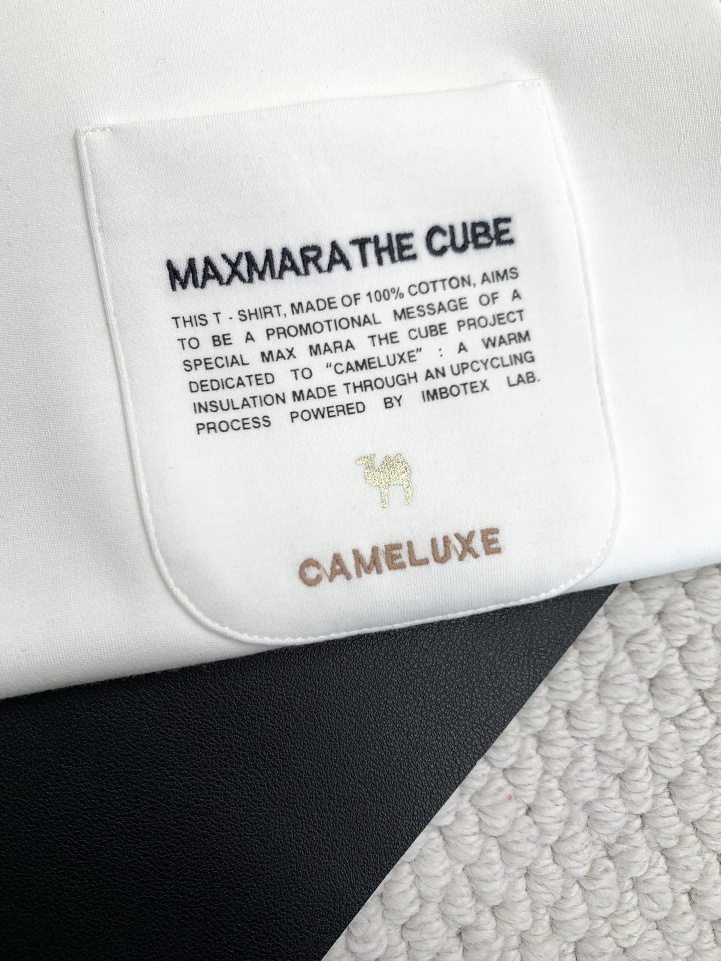 MAXMARA THE CUBE
THIS T - SHIRT, MADE OF 100% COTTON, AIMS
TO BE A PROMOTIONAL MESSAGE OF A
SPECIAL MAX MARA THE CUBE PROJECT
DEDICATED TO "CAMELUXE" : A WARM
INSULATION MADE THROUGH AN UPCYCLING
PROCESS POWERED BY IMBOTEX LAB.
CAMELUXE